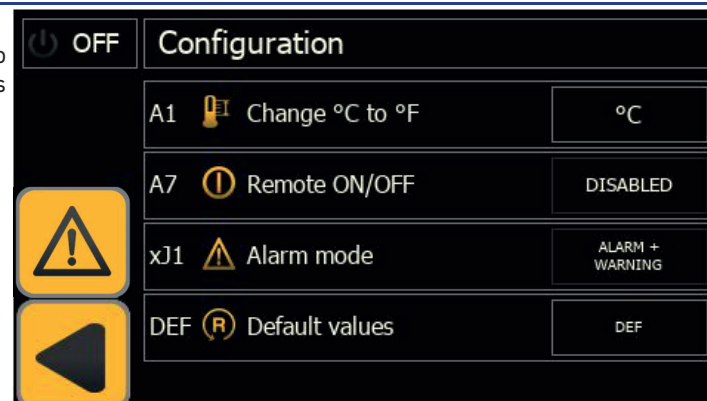 OFF Configuration
A1 Change °C to °F °C
A7 Remote ON/OFF DISABLED
xJ1 Alarm mode ALARM + WARNING
DEF R Default values DEF